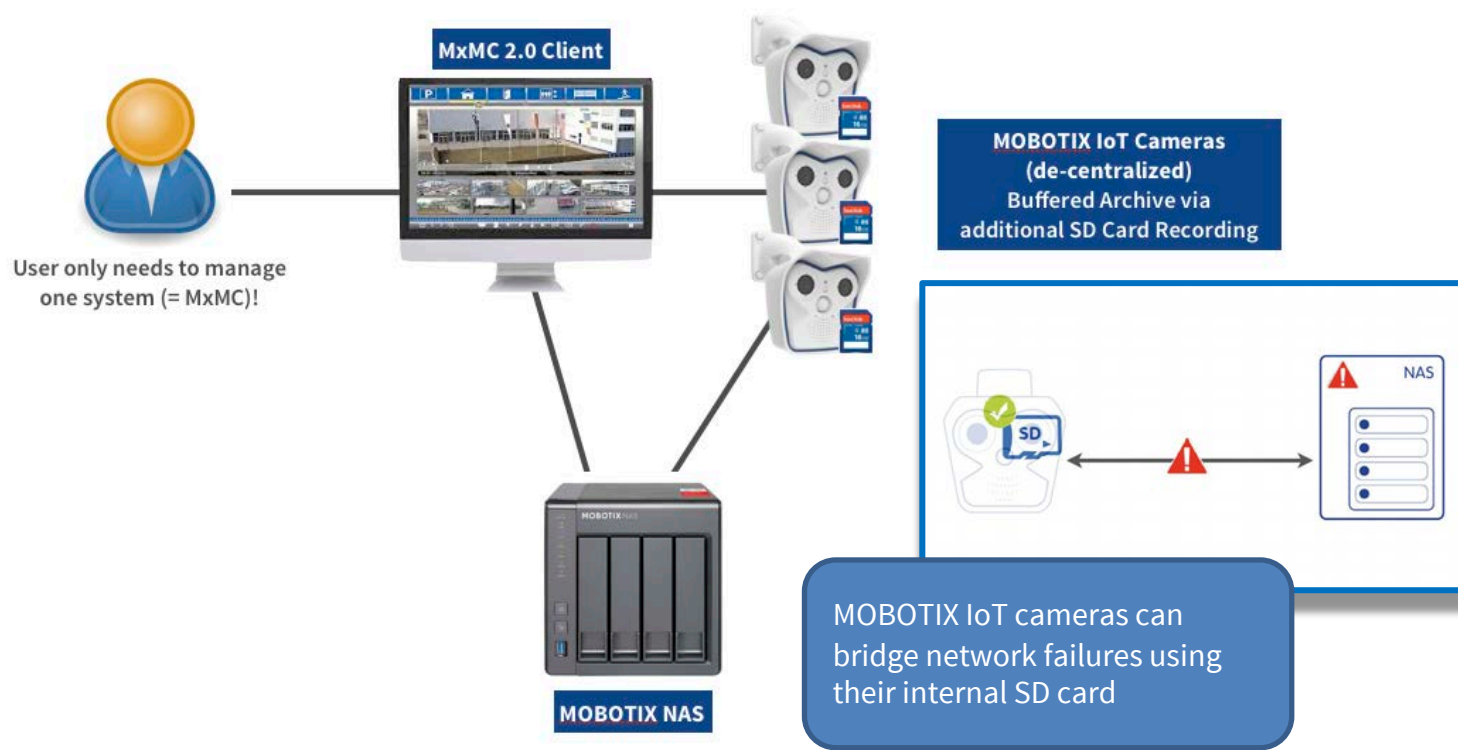 MxMC 2.0 Client
User only needs to manage
one system (= MxMC)!
MOBOTIX IoT Cameras
(de-centralized)
Buffered Archive via
additional SD Card Recording
SD
NAS
MOBOTIX NAS
MOBOTIX IoT cameras can
bridge network failures using
their internal SD card
MOBOTIX NAS